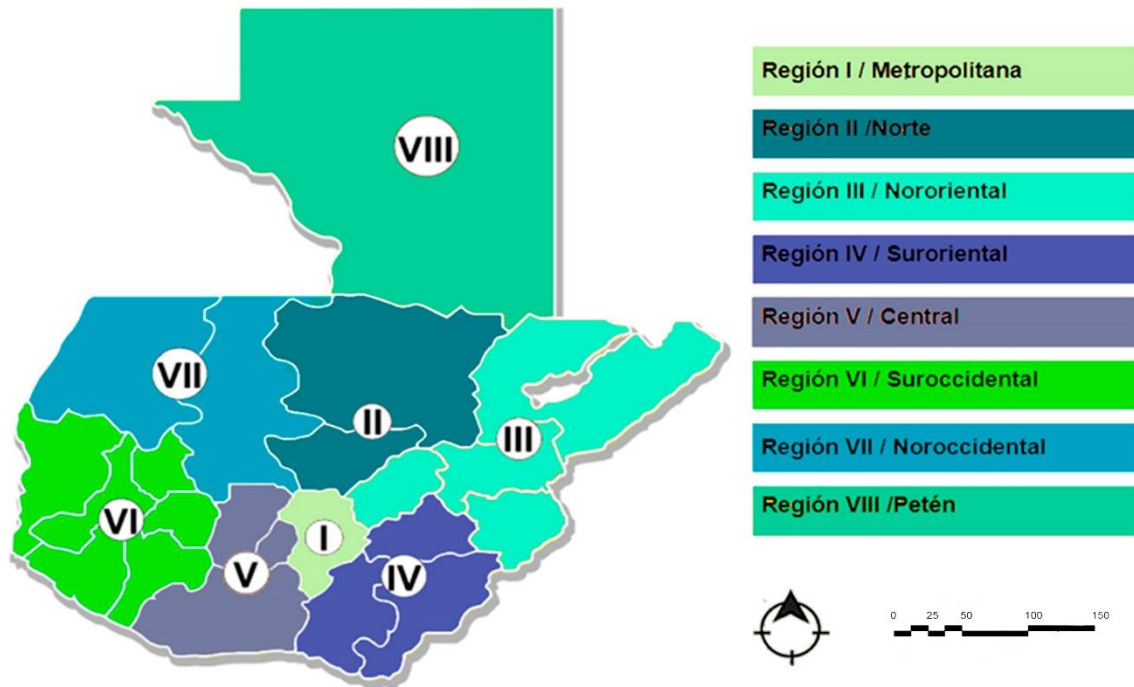 VIII
VII
II
III
VI
I
V
IV
Región I / Metropolitana
Región II /Norte
Región III / Nororiental
Región IV / Suroriental
Región V / Central
Región VI / Suroccidental
Región VII / Noroccidental
Región VIII /Petén
0 25 50 100 150